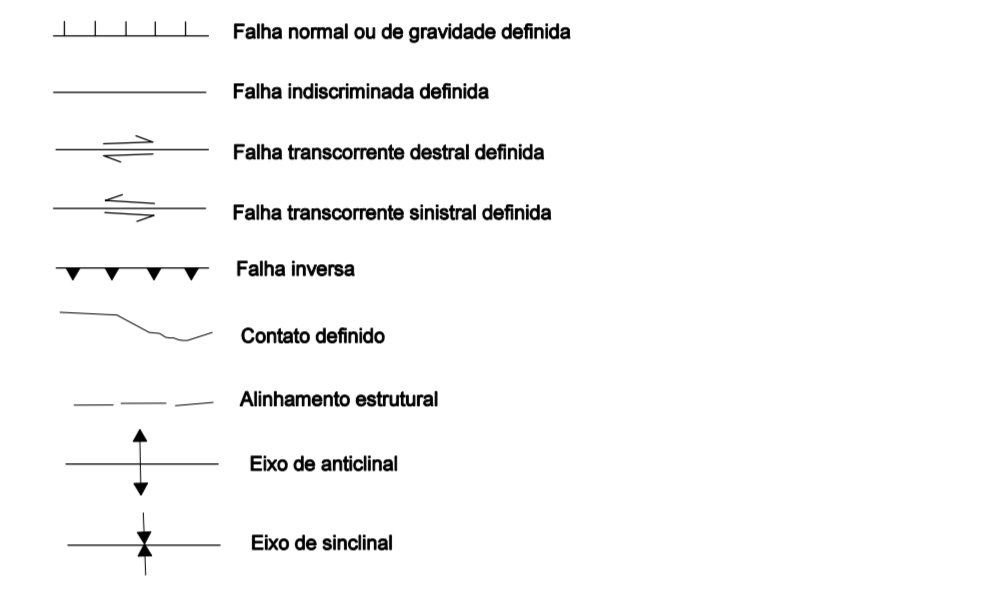 Falha normal ou de gravidade definida
Falha indiscriminada definida
Falha transcorrente destral definida
Falha transcorrente sinistral definida
Falha inversa
Contato definido
Alinhamento estrutural
Eixo de anticlinal
Eixo de sinclinal